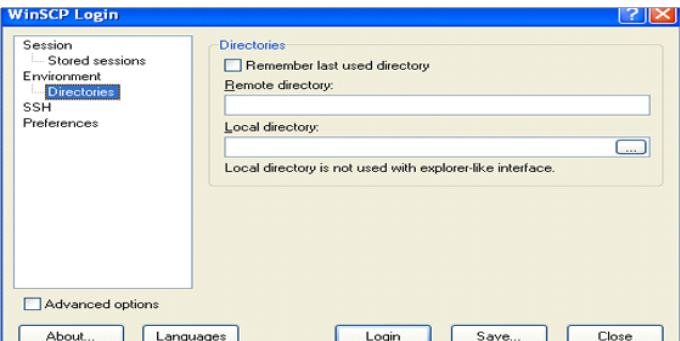 WinSCP Login
Session
Stored sessions
Environment
Directories
SSH
Preferences
Directories
Remember last used directory
Remote directory:
Local directory:
...
Local directory is not used with explorer-like interface.
Advanced options
About... Languages Login Save... Close